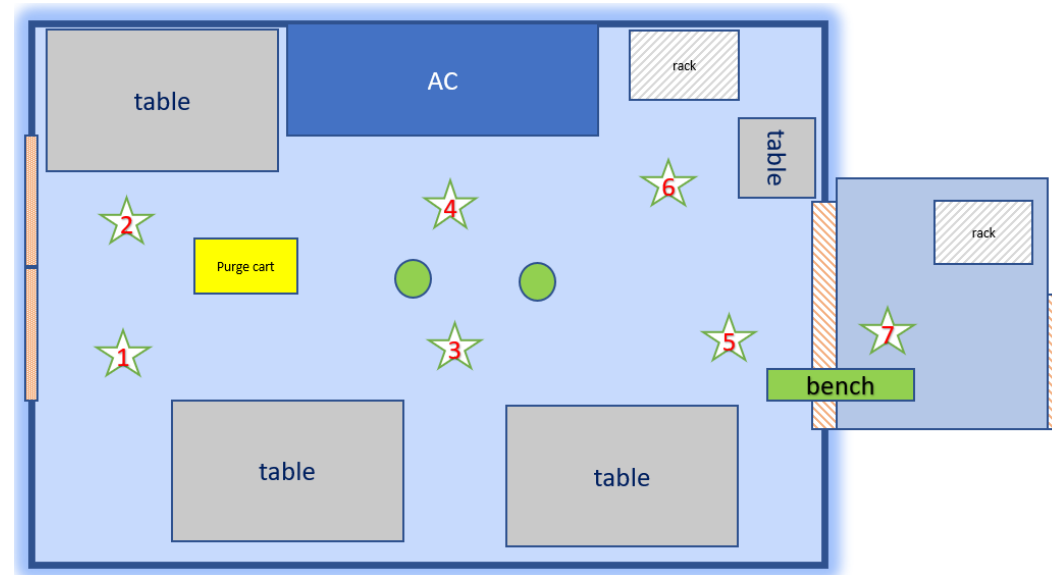 table
AC
rack
table
2
4
6
rack
Purge cart
1
3
5
7
bench
table
table